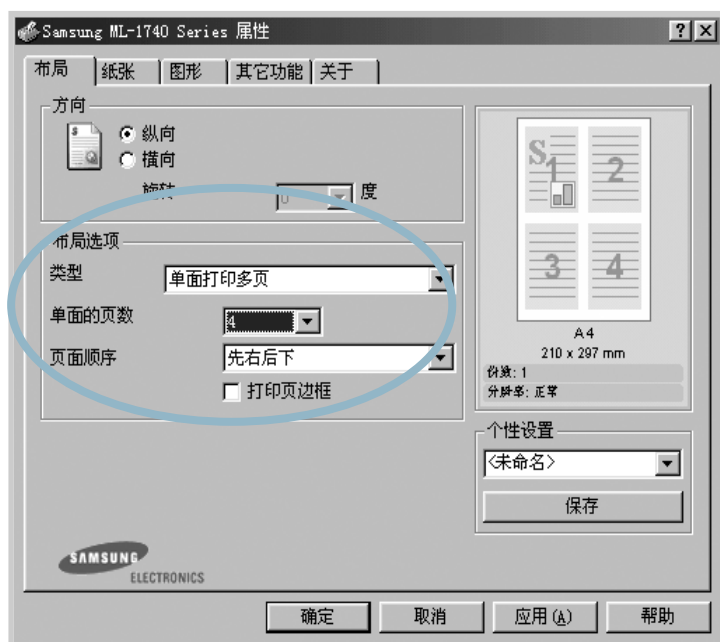 Samsung ML-1740 Series 属性
布局 纸张 图形 其它功能 关于
方向
纵向
横向
旋转 0 度
布局选项
类型 单面打印多页
单面的页数 4
页面顺序 先右后下
打印页边框
S 1 2
3 4
A4
210 x 297 mm
份数: 1
分辨率: 正常
个性设置
<未命名>
保存
SAMSUNG
ELECTRONICS
确定 取消 应用(A) 帮助